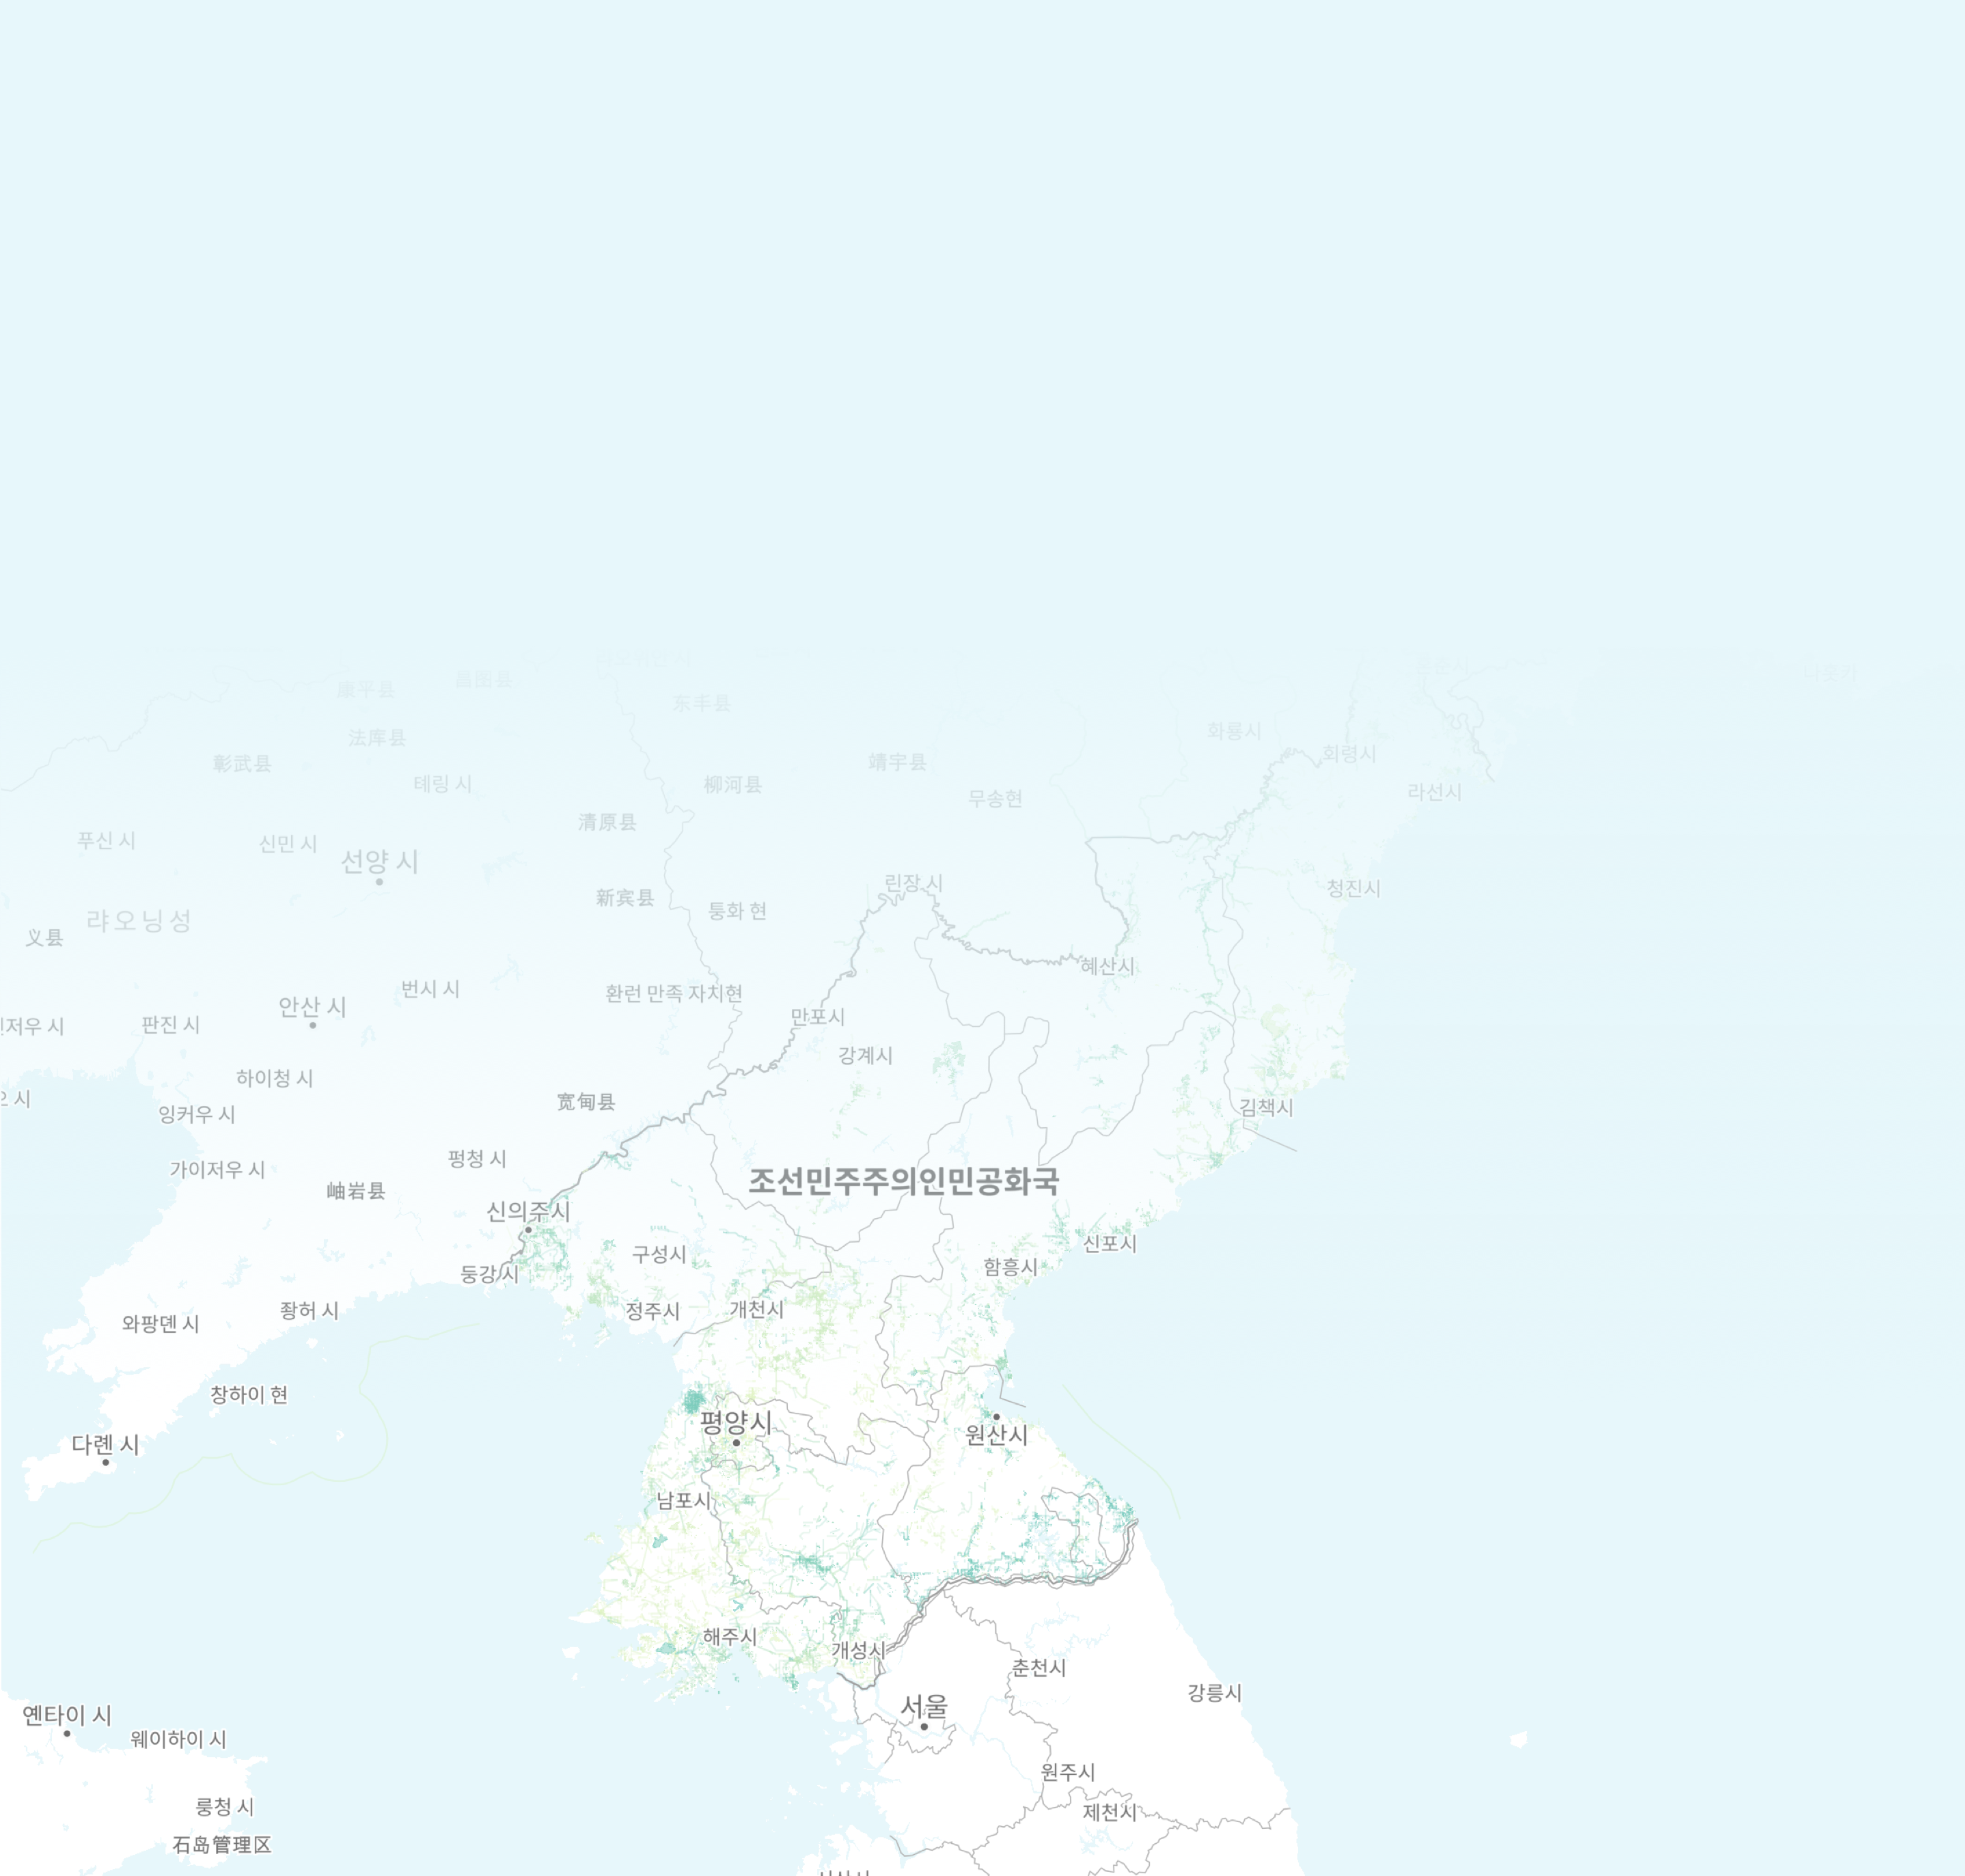 康平县
昌图县
东丰县
法库县
화룡시
彰武县
회령시
靖宇县
테링 시
柳河县
라선시
무송현
清原县
푸신 시
신민 시
선양 시
린장 시
청진시
新宾县
퉁화 현
랴오닝성
义县
혜산시
번시 시
환런 만족 자치현
안산 시
만포시
판진 시
강계시
하이청 시
宽甸县
김책시
잉커우 시
펑청 시
가이저우 시
조선민주주의인민공화국
岫岩县
신의주시
신포시
구성시
함흥시
둥강시
좡허 시
정주시
개천시
와팡뎬 시
창하이 현
평양시
원산시
다롄 시
남포시
해주시
개성시
춘천시
강릉시
서울
옌타이 시
웨이하이 시
원주시
룽청 시
제천시
石岛管理区